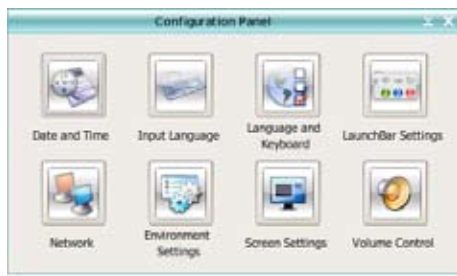 Configuration Panel
Date and Time
Input Language
Language and
Keyboard
LaunchBar Settings
Network
Environment
Settings
Screen Settings
Volume Control